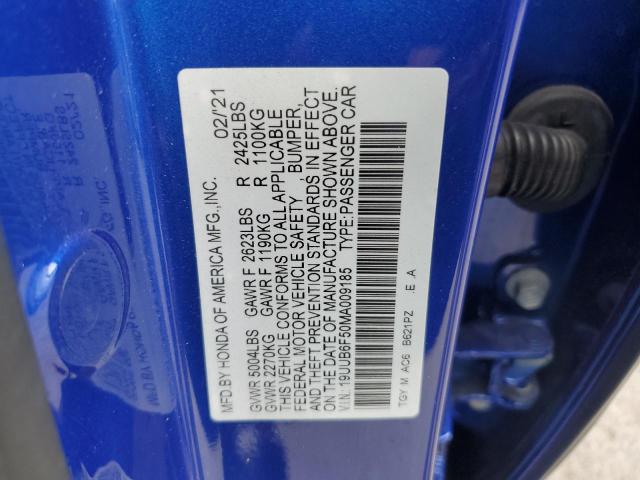 MFD.BY HONDA OF AMERICA MFG.,INC. 02/'21
GVWR 5004LBS GAWR F 2623LBS R 2425LBS
GVWR 2270KG GAWR F 1190KG R 1100KG
THIS VEHICLE CONFORMS TO ALL APPLICABLE
FEDERAL MOTOR VEHICLE SAFETY , BUMPER,
AND THEFT PREVENTION STANDARDS IN EFFECT
ON THE DATE OF MANUFACTURE SHOWN ABOVE.
V.I.N. 19UUB6F50MA009185 TYPE:PASSENGER CAR
TGY M AC6 B621PZ .E .A